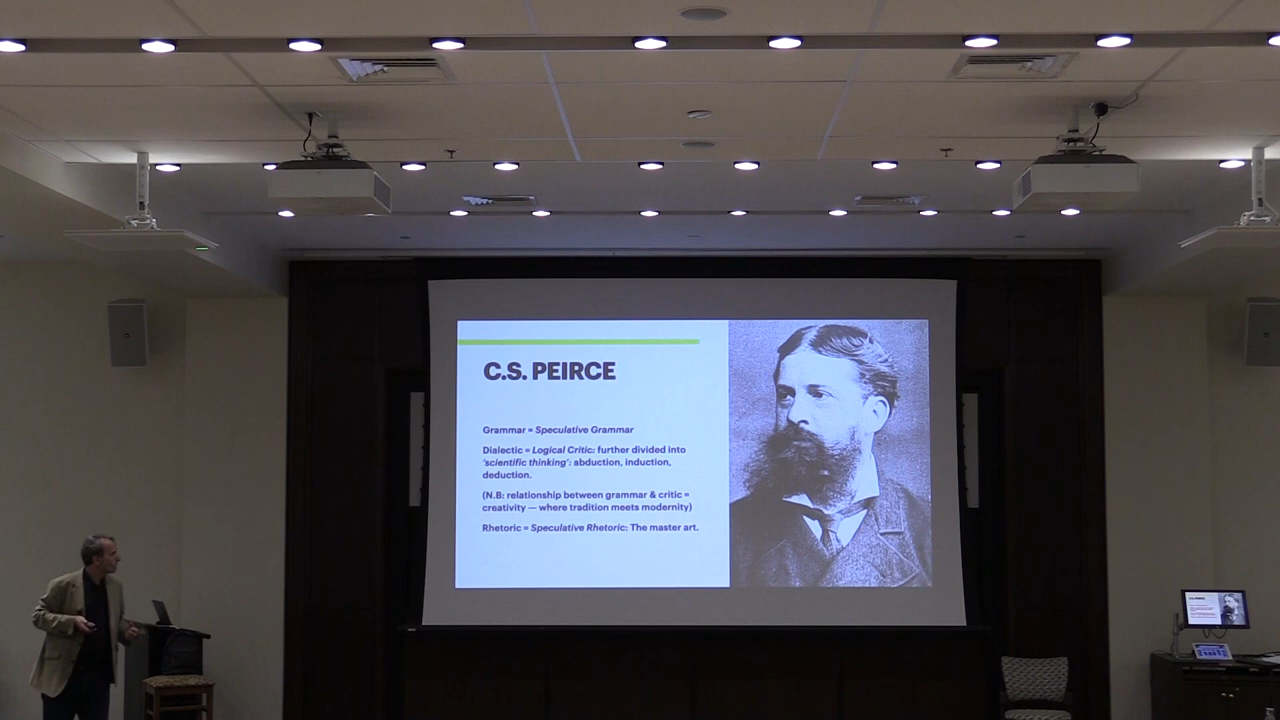 C.S. PEIRCE
Grammar = Speculative Grammar
Dialectic = Logical Critic: further divided into
'scientific thinking': abduction, induction,
deduction.
(N.B: relationship between grammar & critic =
creativity — where tradition meets modernity)
Rhetoric = Speculative Rhetoric: The master art.
C.S. PEIRCE